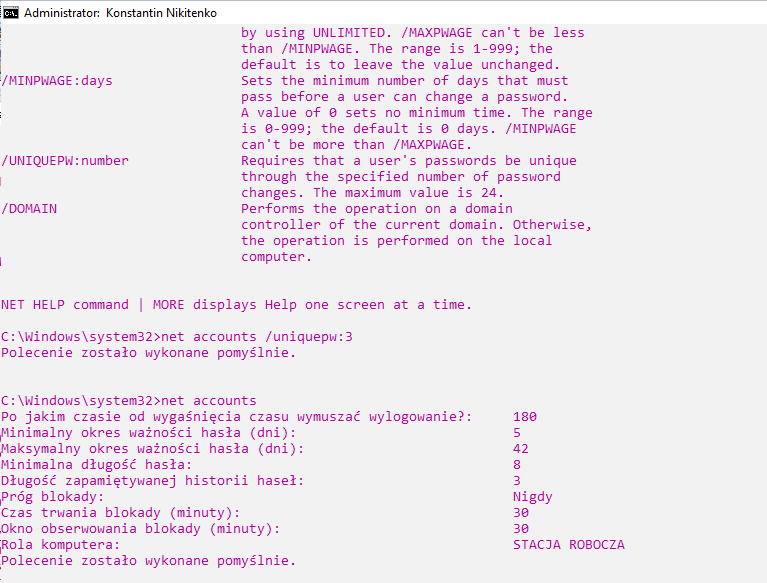 Administrator: Konstantin Nikitenko
by using UNLIMITED. /MAXPWAGE can't be less
than /MINPWAGE. The range is 1-999; the
default is to leave the value unchanged.
/MINPWAGE:days Sets the minimum number of days that must
pass before a user can change a password.
A value of 0 sets no minimum time. The range
is 0-999; the default is 0 days. /MINPWAGE
can't be more than /MAXPWAGE.
/UNIQUEPW:number Requires that a user's passwords be unique
through the specified number of password
changes. The maximum value is 24.
/DOMAIN Performs the operation on a domain
controller of the current domain. Otherwise,
the operation is performed on the local
computer.
NET HELP command | MORE displays Help one screen at a time.
C:\Windows\system32>net accounts /uniquepw:3
Polecenie zostało wykonane pomyślnie.
C:\Windows\system32>net accounts
Po jakim czasie od wygaśnięcia czasu wymuszać wylogowanie?: 180
Minimalny okres ważności hasła (dni): 5
Maksymalny okres ważności hasła (dni): 42
Minimalna długość hasła: 8
Długość zapamiętywanej historii haseł: 3
Próg blokady: Nigdy
Czas trwania blokady (minuty): 30
Okno obserwowania blokady (minuty): 30
Rola komputera: STACJA ROBOCZA
Polecenie zostało wykonane pomyślnie.